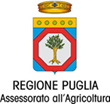 REGIONE PUGLIA
Assessorato all'Agricoltura